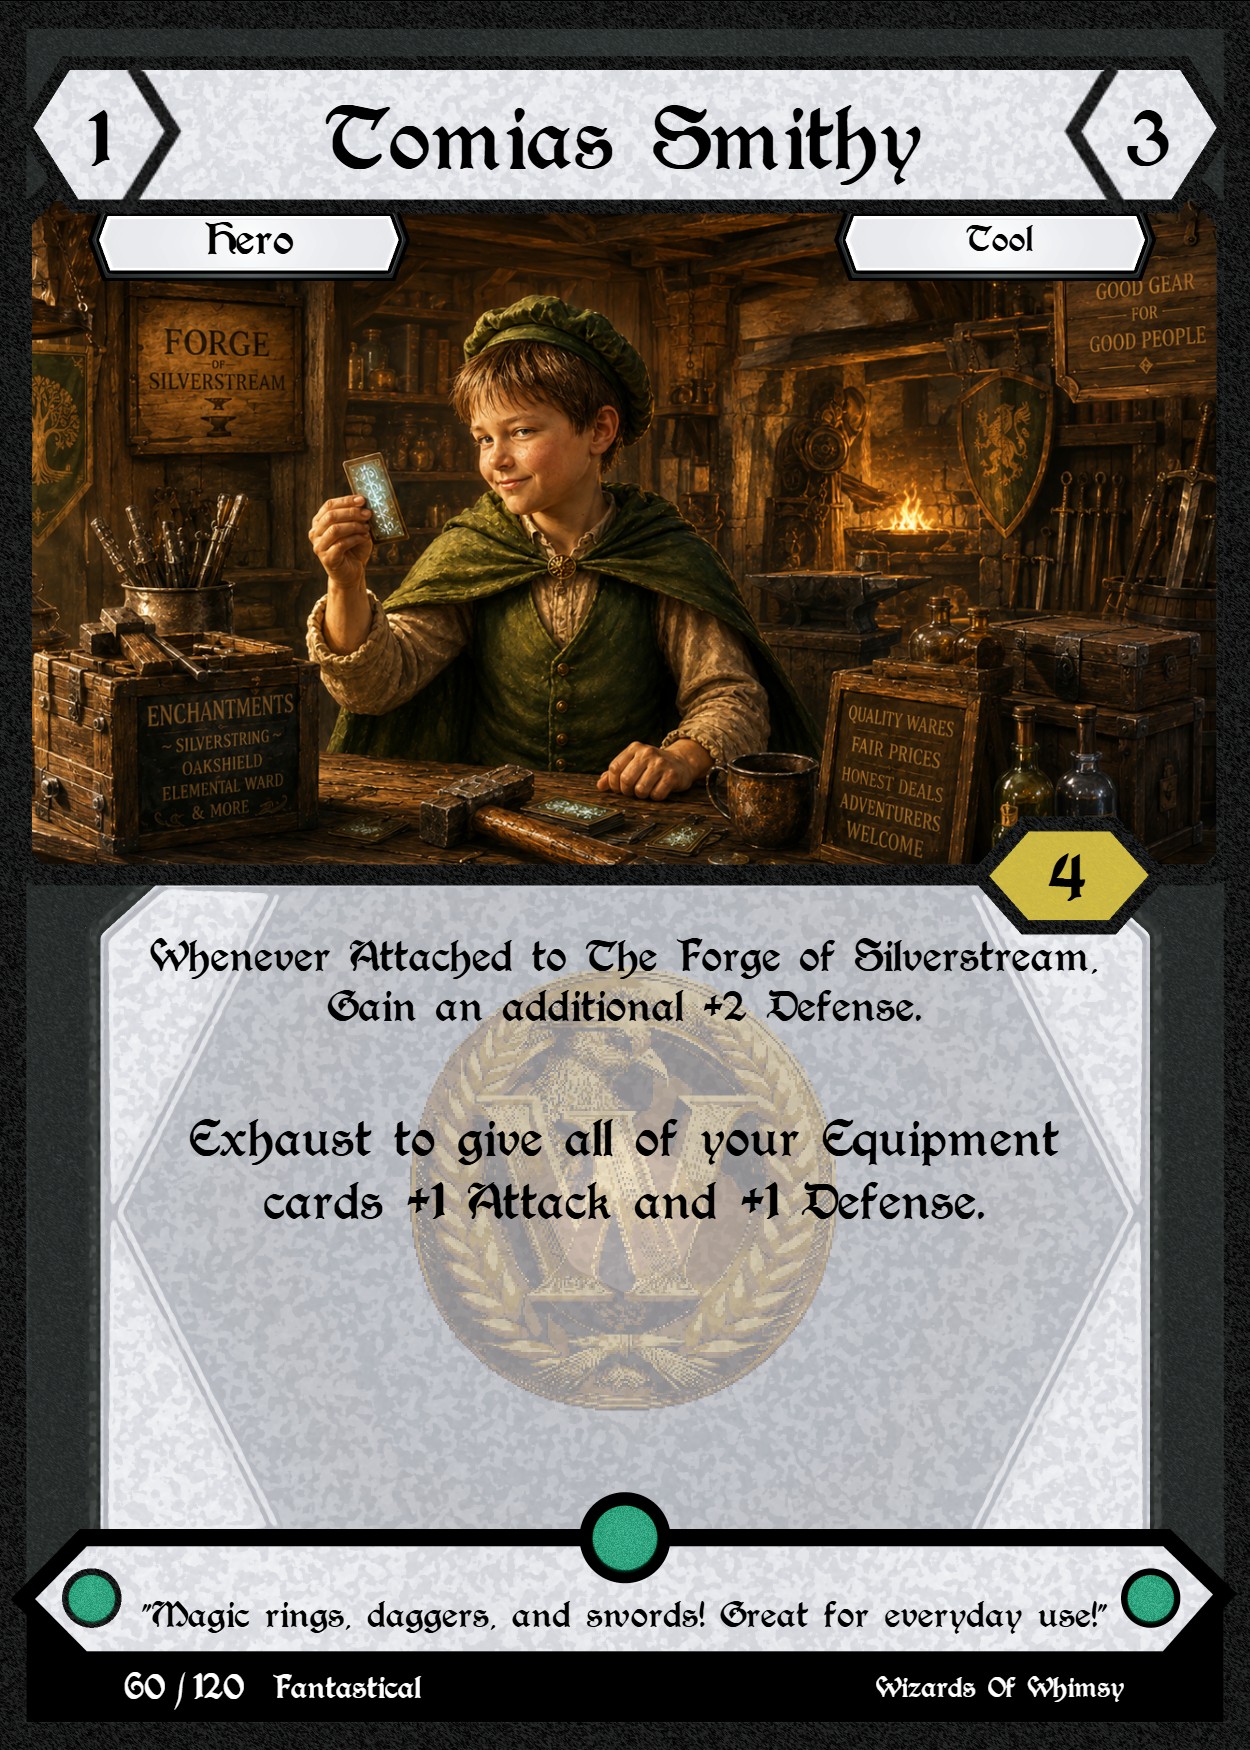 1
Tomias Smithy
3
Hero
Tool
FORGE
OF
SILVERSTREAM
GOOD GEAR
FOR
GOOD PEOPLE
ENCHANTMENTS
~ SILVERSTRING ~
OAKSHIELD
ELEMENTAL WARD
& MORE
QUALITY WARES
FAIR PRICES
HONEST DEALS
ADVENTURERS
WELCOME
4
Whenever Attached to The Forge of Silverstream,
Gain an additional +2 Defense.
Exhaust to give all of your Equipment
cards +1 Attack and +1 Defense.
W
"Magic rings, daggers, and swords! Great for everyday use!"
60 / 120 Fantastical
Wizards Of Whimsy